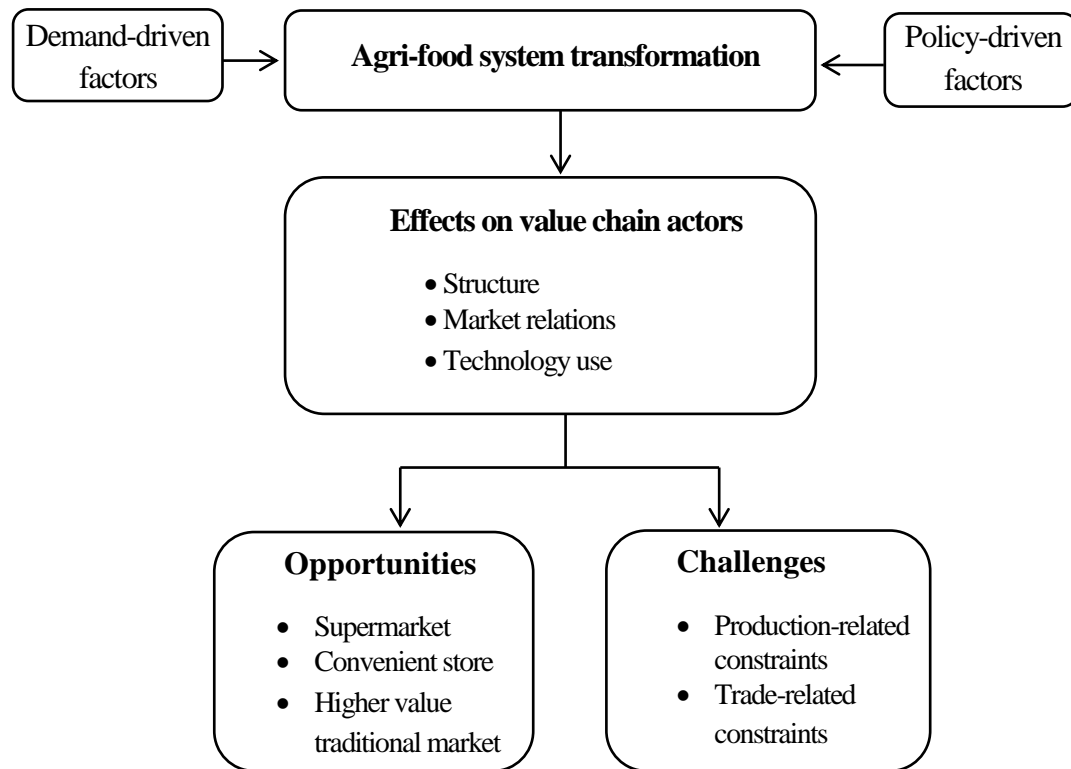 Demand-driven
factors
Agri-food system transformation
Policy-driven
factors
Effects on value chain actors
• Structure
• Market relations
• Technology use
Opportunities
• Supermarket
• Convenient store
• Higher value
traditional market
Challenges
• Production-related
constraints
• Trade-related
constraints